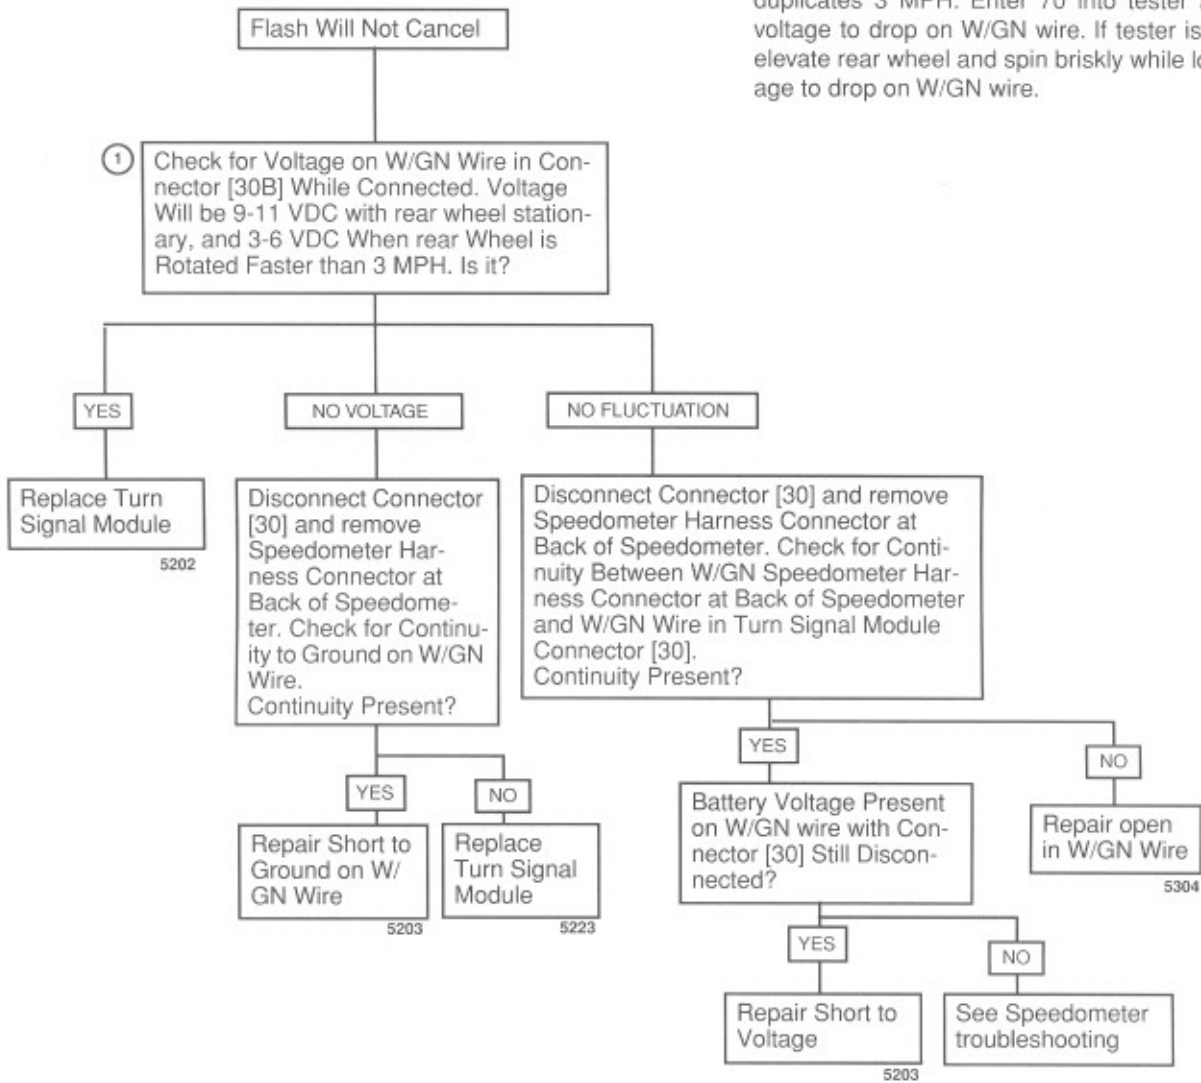 duplicates 3 MPH. Enter 70 into tester
voltage to drop on W/GN wire. If tester is
elevate rear wheel and spin briskly while
age to drop on W/GN wire.
Flash Will Not Cancel
1
Check for Voltage on W/GN Wire in Con-
nector [30B] While Connected. Voltage
Will be 9-11 VDC with rear wheel station-
ary, and 3-6 VDC When rear Wheel is
Rotated Faster than 3 MPH. Is it?
YES
NO VOLTAGE
NO FLUCTUATION
Replace Turn
Signal Module
5202
Disconnect Connector
[30] and remove
Speedometer Har-
ness Connector at
Back of Speedome-
ter. Check for Continu-
ity to Ground on W/GN
Wire.
Continuity Present?
Disconnect Connector [30] and remove
Speedometer Harness Connector at
Back of Speedometer. Check for Conti-
nuity Between W/GN Speedometer Har-
ness Connector at Back of Speedometer
and W/GN Wire in Turn Signal Module
Connector [30].
Continuity Present?
YES
NO
Repair Short to
Ground on W/
GN Wire
5203
Replace
Turn Signal
Module
5223
YES
NO
Battery Voltage Present
on W/GN wire with Con-
nector [30] Still Discon-
nected?
Repair open
in W/GN Wire
5304
YES
NO
Repair Short to
Voltage
5203
See Speedometer
troubleshooting